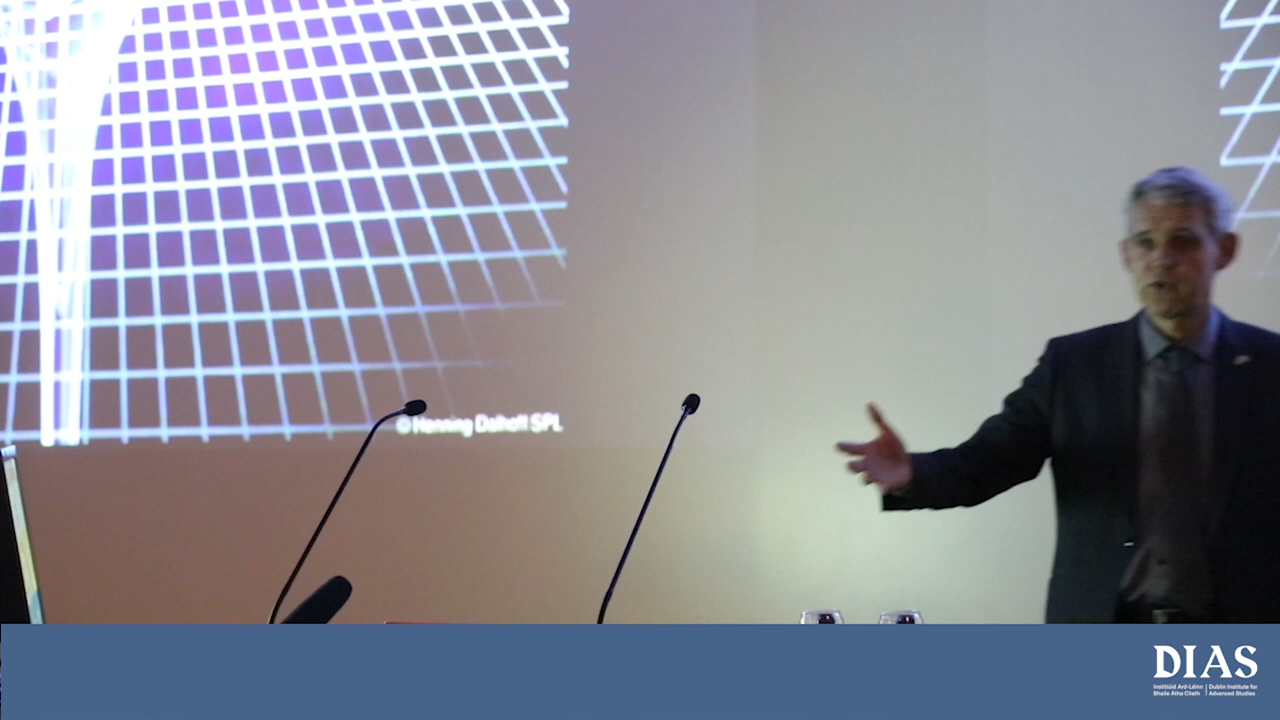 © Henning Dalhoff SPL
DIAS
Institiúid Ard-Léinn
Bhaile Átha Cliath
Dublin Institute for
Advanced Studies